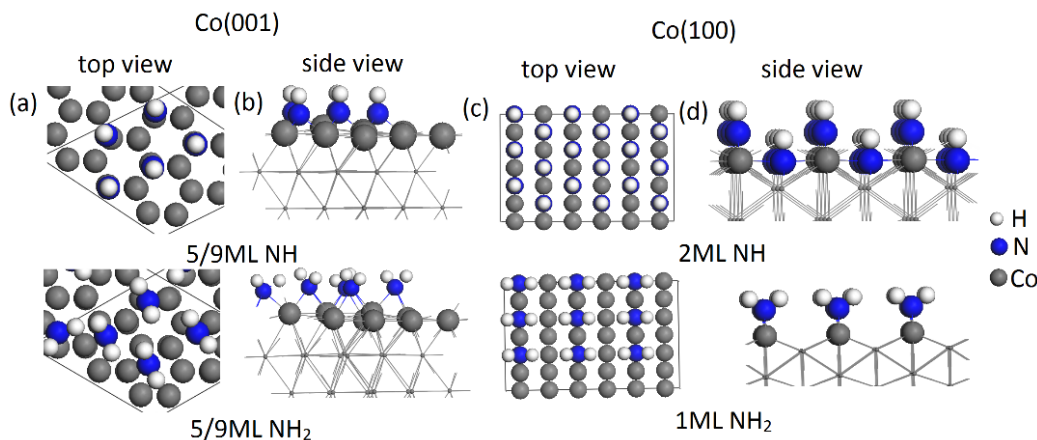 Co(001)
Co(100)
top view
side view
top view
side view
(a)
(b)
(c)
(d)
H
N
Co
5/9ML NH
2ML NH
5/9ML NH₂
1ML NH₂